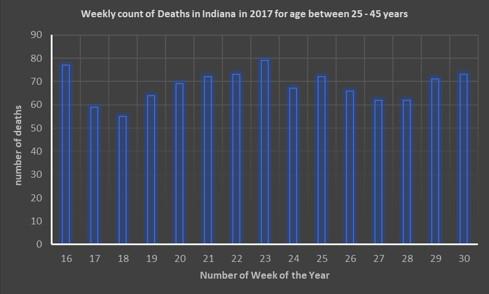 Weekly count of Deaths in Indiana in 2017 for age between 25 - 45 years
number of deaths
90
80
70
60
50
40
30
20
10
0
16 17 18 19 20 21 22 23 24 25 26 27 28 29 30
Number of Week of the Year